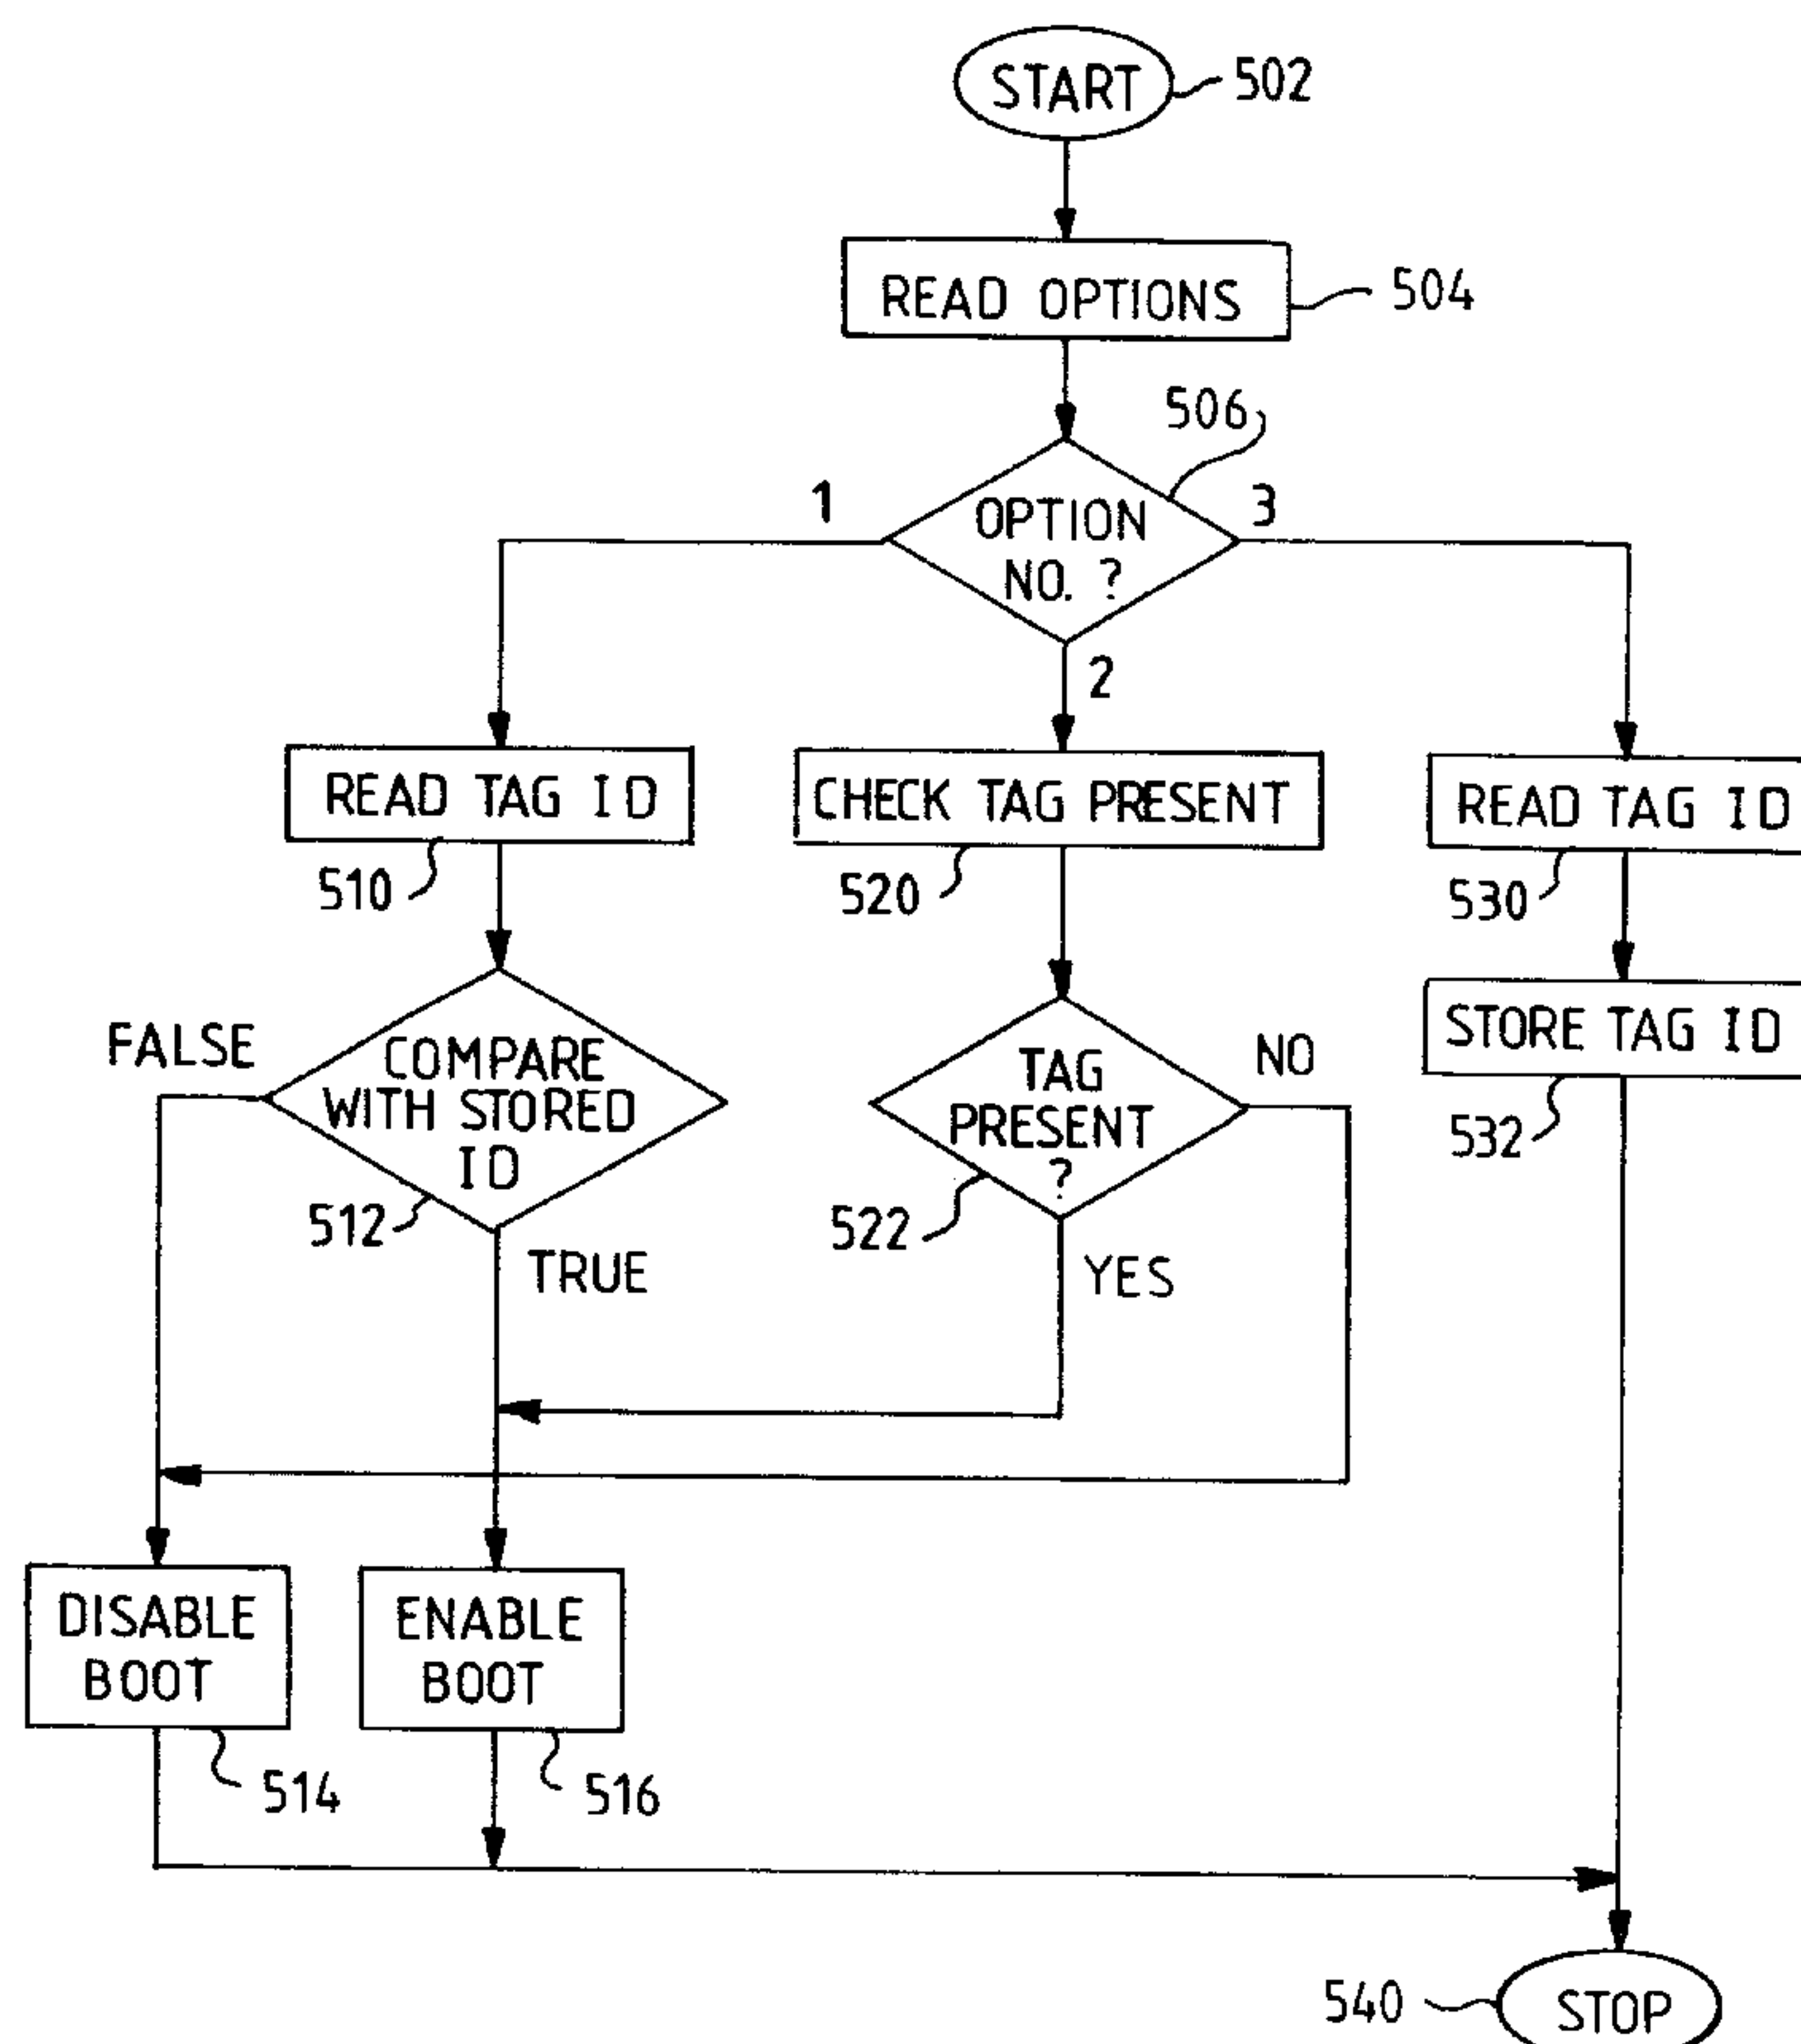 START
502
READ OPTIONS
504
506
1
OPTION
NO. ?
3
2
READ TAG ID
510
CHECK TAG PRESENT
520
READ TAG ID
530
FALSE
COMPARE
WITH STORED
ID
512
TRUE
TAG
PRESENT
?
NO
522
YES
STORE TAG ID
532
DISABLE
BOOT
514
ENABLE
BOOT
516
540
STOP